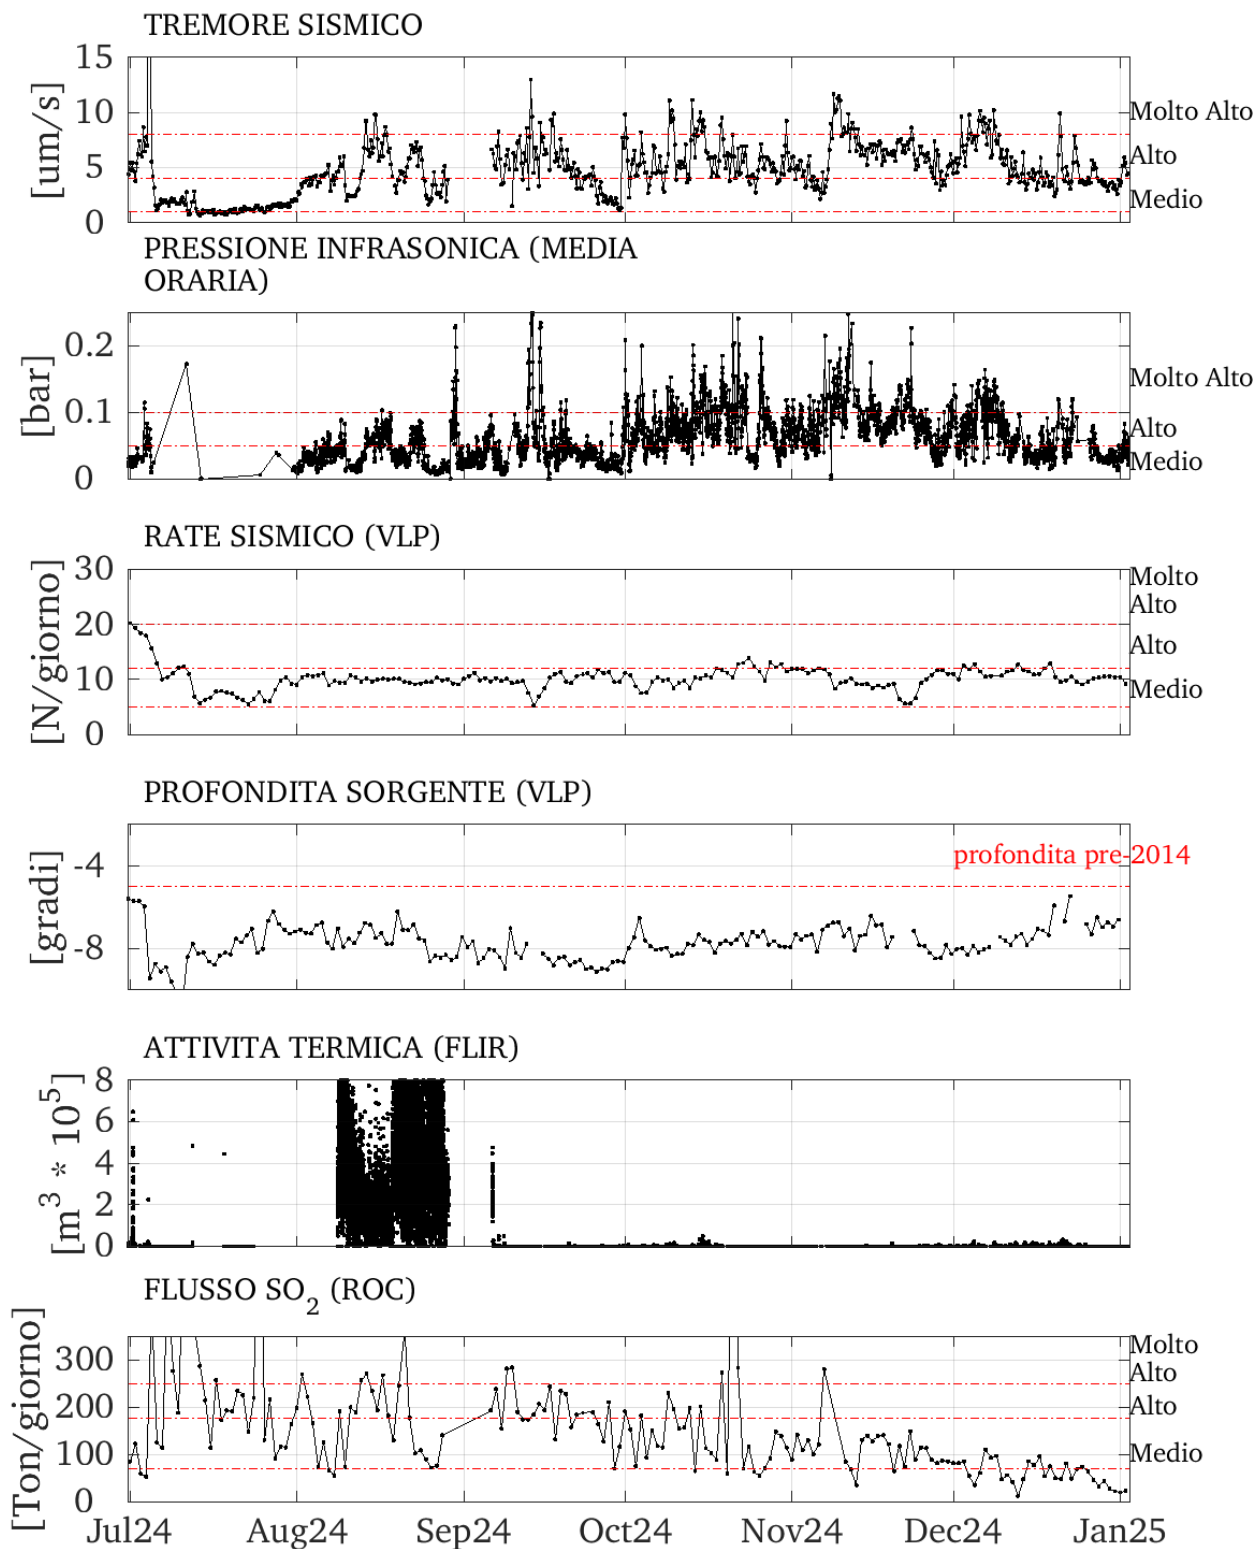 TREMORE SISMICO
15
10
5
0
[um/s]
Molto Alto
Alto
Medio
PRESSIONE INFRASONICA (MEDIA
ORARIA)
0.2
0.1
0
[bar]
Molto Alto
Alto
Medio
RATE SISMICO (VLP)
30
20
10
0
[N/giorno]
Molto
Alto
Alto
Medio
PROFONDITA SORGENTE (VLP)
-4
-8
[gradi]
profondita pre-2014
ATTIVITA TERMICA (FLIR)
8
6
4
2
0
[m³ * 10⁵]
FLUSSO SO₂ (ROC)
300
200
100
0
[Ton/giorno]
Molto
Alto
Alto
Medio
Jul24 Aug24 Sep24 Oct24 Nov24 Dec24 Jan25